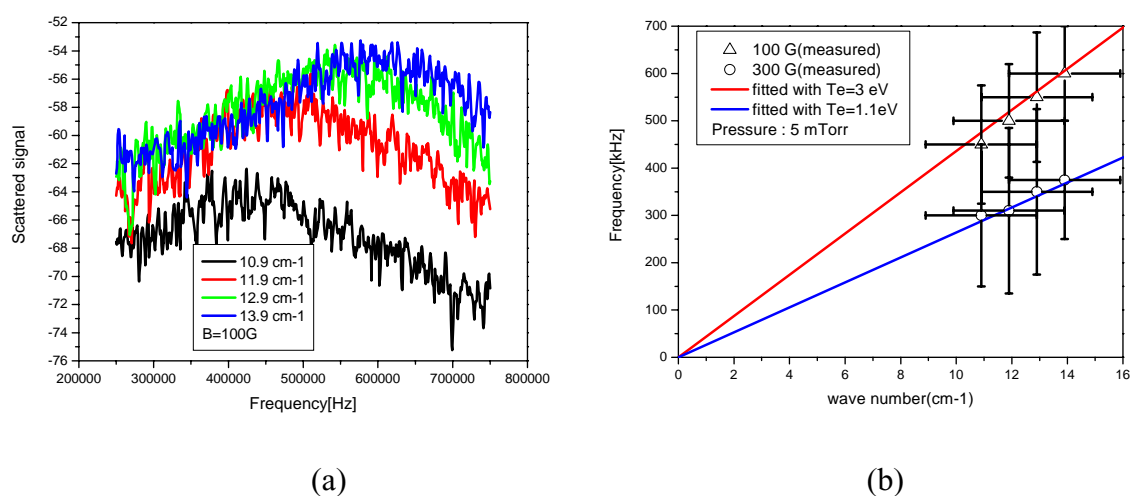 -52
-54
-56
-58
-60
-62
-64
-66
-68
-70
-72
-74
-76
Scattered signal
10.9 cm-1
11.9 cm-1
12.9 cm-1
13.9 cm-1
B=100G
200000 300000 400000 500000 600000 700000 800000
Frequency[Hz]
(a)
700
600
500
400
300
200
100
0
Frequency[kHz]
100 G(measured)
300 G(measured)
fitted with Te=3 eV
fitted with Te=1.1eV
Pressure : 5 mTorr
0 2 4 6 8 10 12 14 16
wave number(cm-1)
(b)